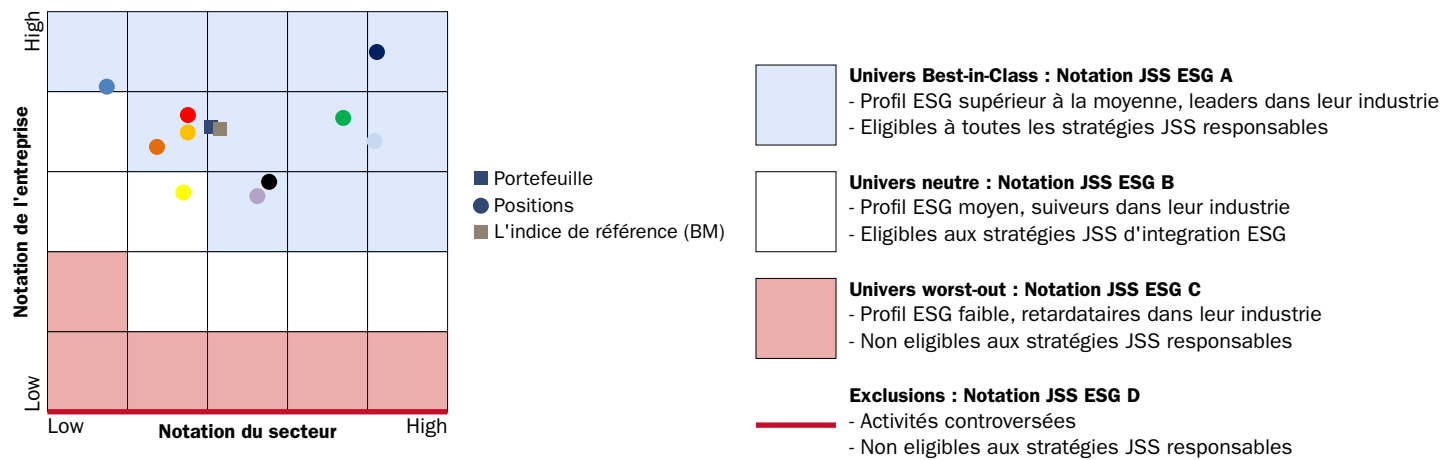 High
Notation de l'entreprise
Low
Low
Notation du secteur
High
Portefeuille
Positions
L'indice de référence (BM)
Univers Best-in-Class : Notation JSS ESG A
- Profil ESG supérieur à la moyenne, leaders dans leur industrie
- Eligibles à toutes les stratégies JSS responsables
Univers neutre : Notation JSS ESG B
- Profil ESG moyen, suiveurs dans leur industrie
- Eligibles aux stratégies JSS d'integration ESG
Univers worst-out : Notation JSS ESG C
- Profil ESG faible, retardataires dans leur industrie
- Non eligibles aux stratégies JSS responsables
Exclusions : Notation JSS ESG D
- Activités controversées
- Non eligibles aux stratégies JSS responsables